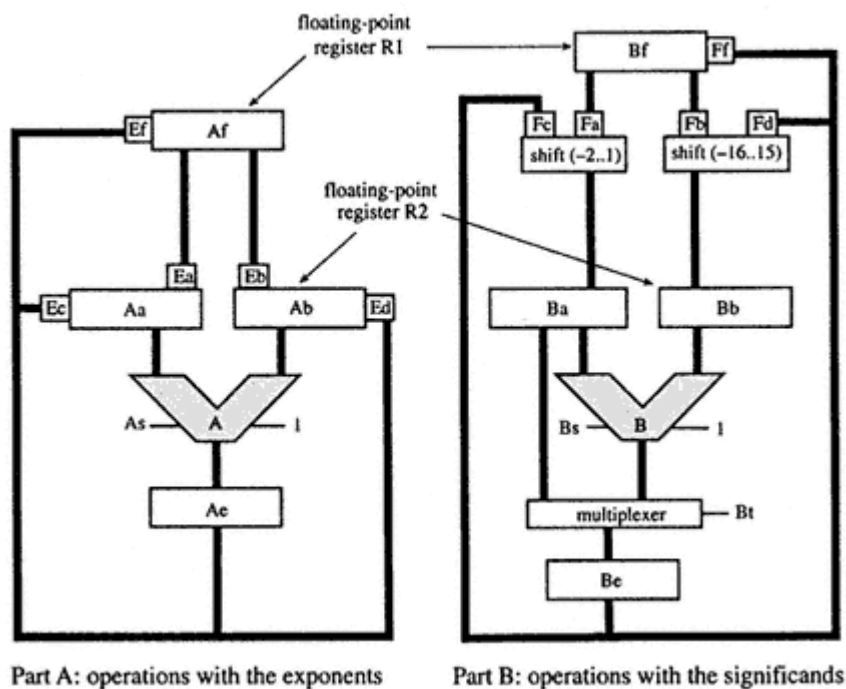 floating-point
register R1
Bf
Ff
Ef
Af
Fc
Fa
Fb
Fd
shift (-2..1)
shift (-16..15)
floating-point
register R2
Ea
Eb
Ec
Aa
Ab
Ed
Ba
Bb
As
A
1
Bs
B
1
Ae
multiplexer
Bt
Be
Part A: operations with the exponents
Part B: operations with the significands